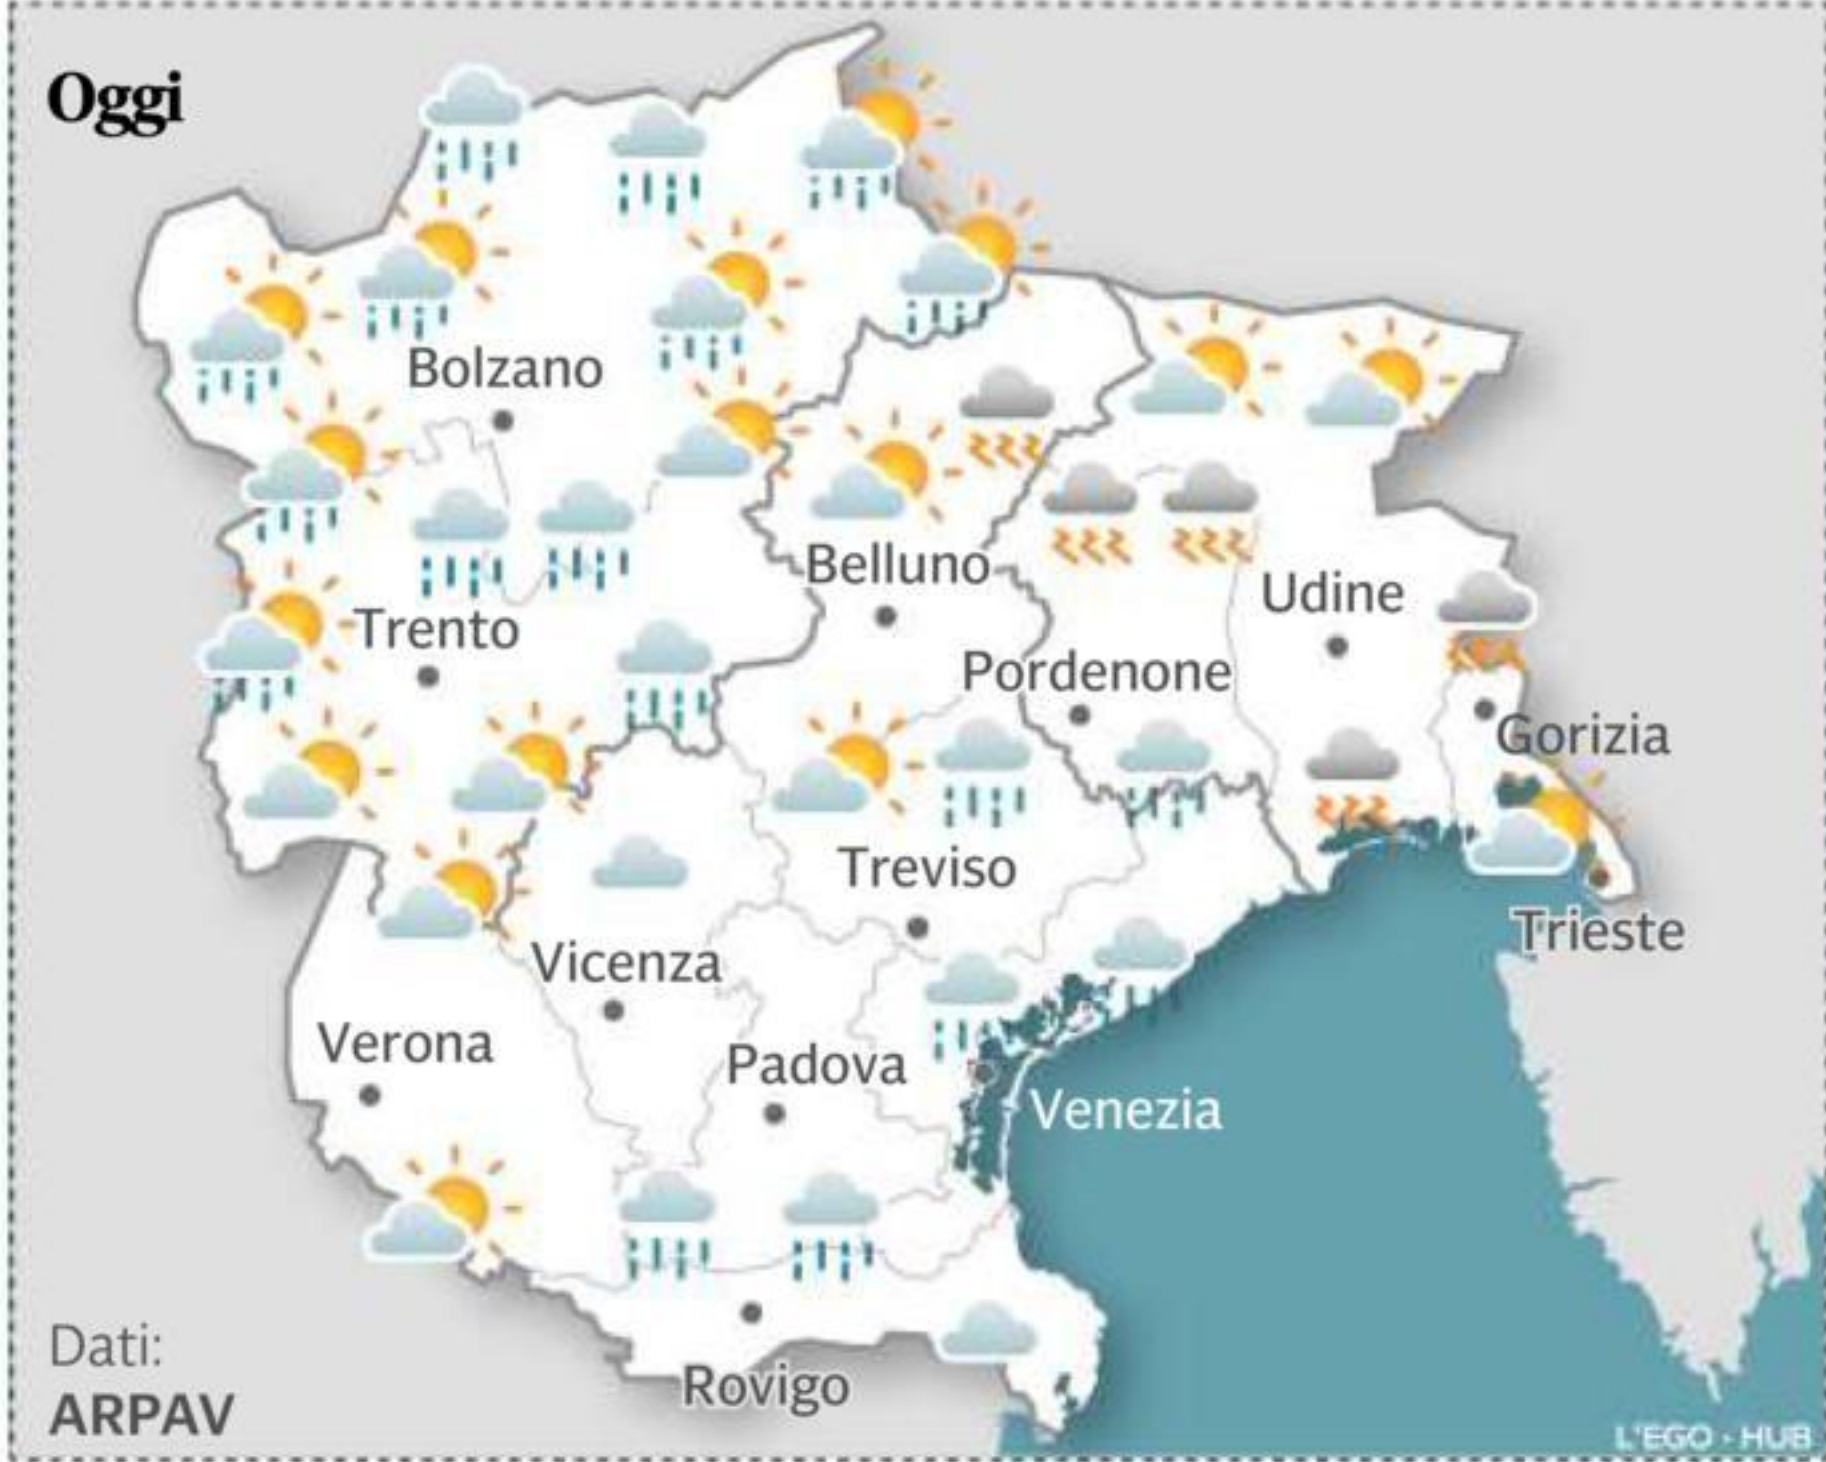 Oggi
Bolzano
Belluno
Udine
Trento
Pordenone
Gorizia
Treviso
Trieste
Vicenza
Verona
Padova
Venezia
Dati:
ARPAV
Rovigo
L'EGO - HUB